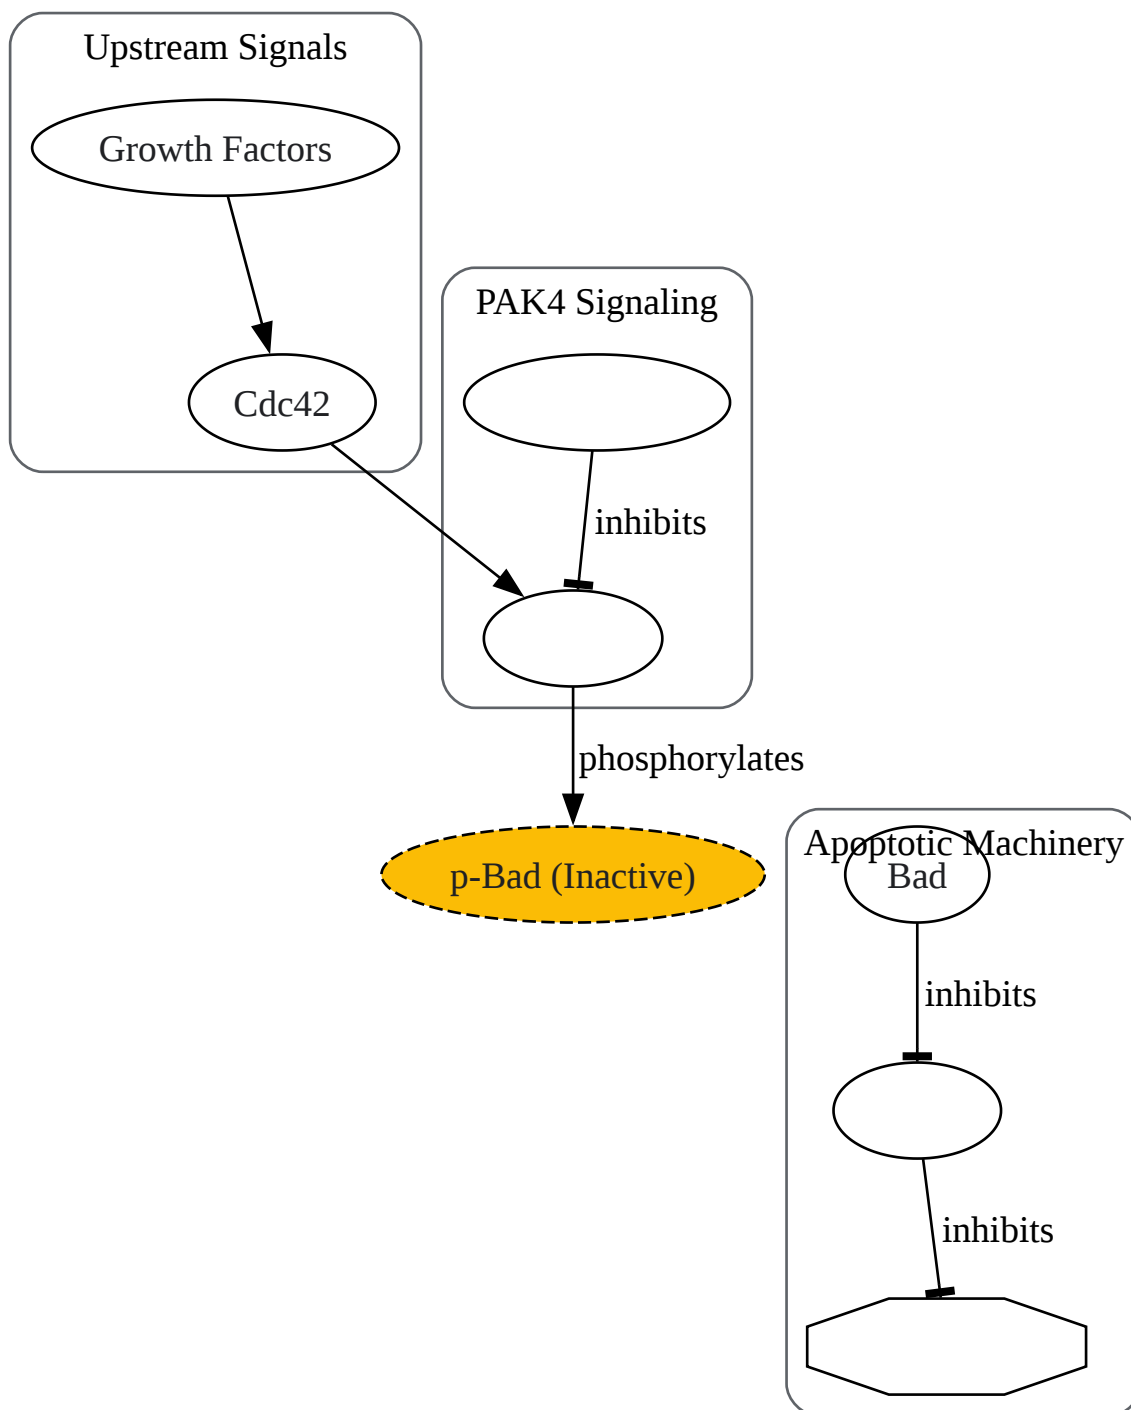 Upstream Signals
Growth Factors
Cdc42
PAK4 Signaling
inhibits
phosphorylates
p-Bad (Inactive)
Apoptotic Machinery
Bad
inhibits
inhibits